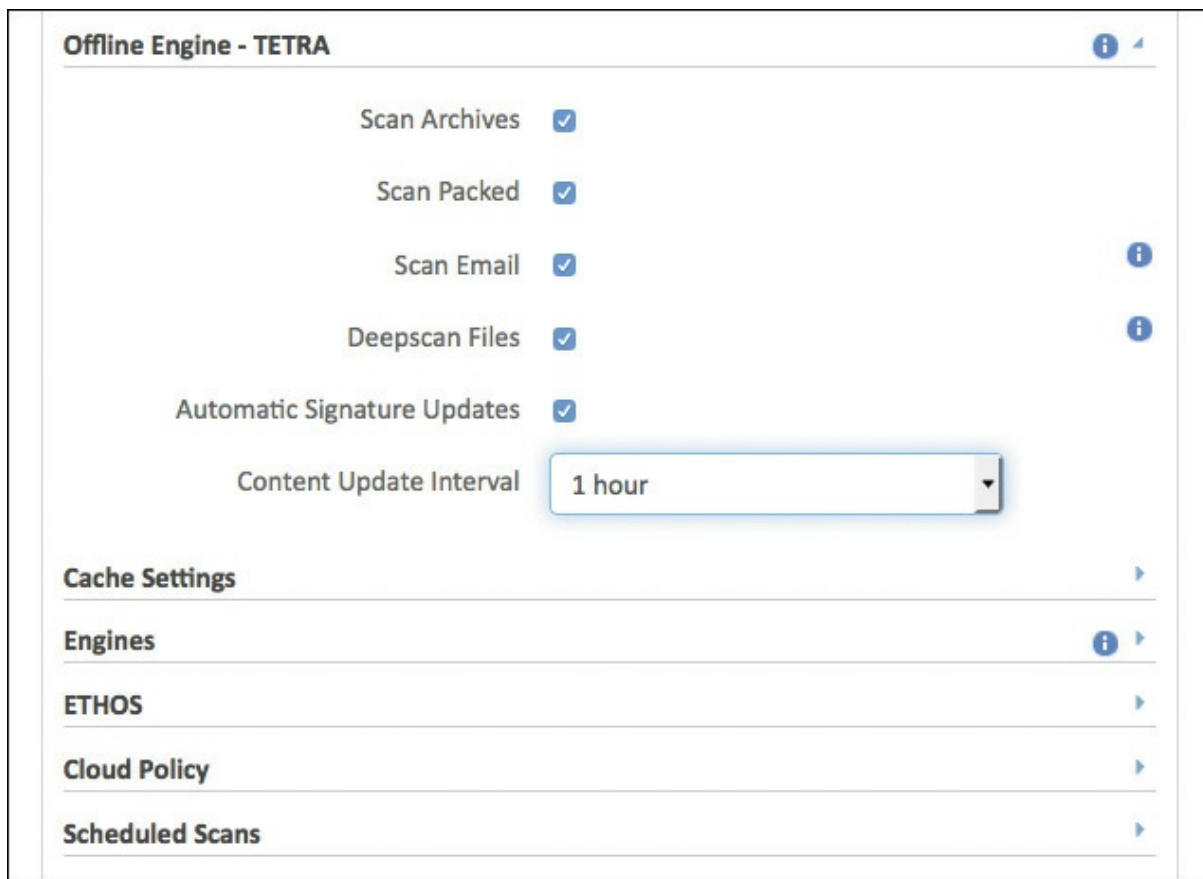 Offline Engine - TETRA
Scan Archives
Scan Packed
Scan Email
Deepscan Files
Automatic Signature Updates
Content Update Interval 1 hour
Cache Settings
Engines
ETHOS
Cloud Policy
Scheduled Scans